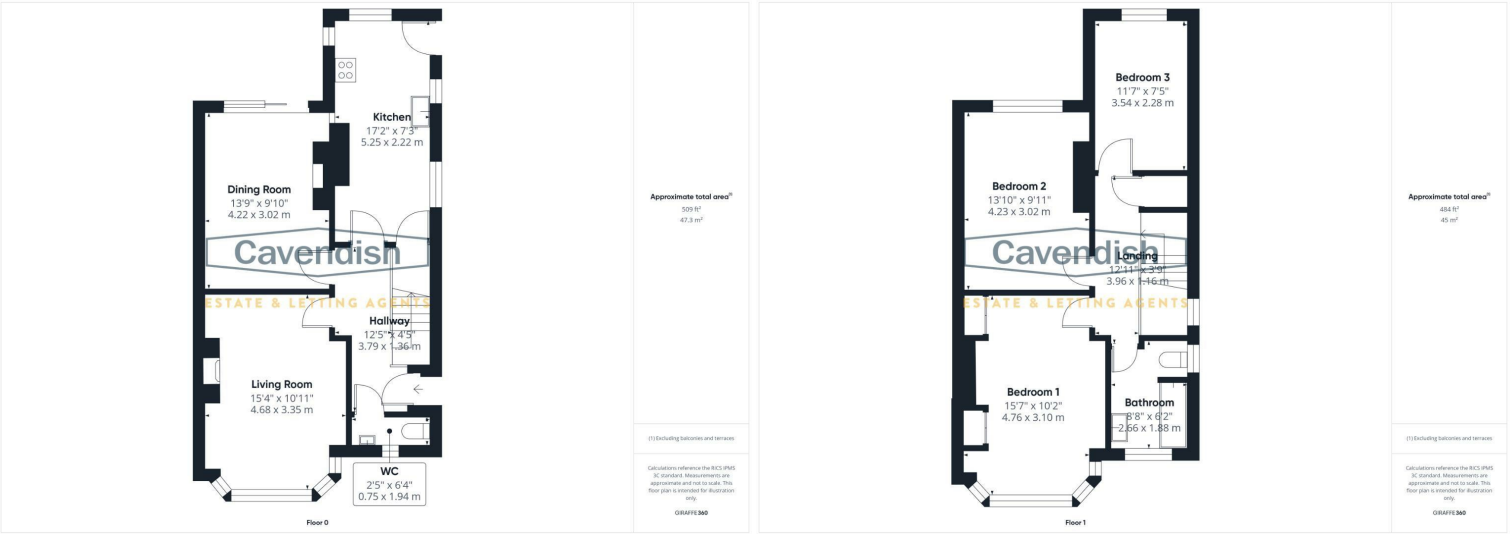 Kitchen
17'2" x 7'3"
5.25 x 2.22 m
Dining Room
13'9" x 9'10"
4.22 x 3.02 m
Cavendish
ESTATE & LETTING AGENTS
Hallway
12'5" x 4'5"
3.79 x 1.36 m
Living Room
15'4" x 10'11"
4.68 x 3.35 m
WC
2'5" x 6'4"
0.75 x 1.94 m
Floor 0
Approximate total area(1)
509 ft²
47.3 m²
(1) Excluding balconies and terraces
Calculations reference the RICS IPMS
3C standard. Measurements are
approximate and not to scale. This
floor plan is intended for illustration
only.
GIRAFFE360
Bedroom 3
11'7" x 7'5"
3.54 x 2.28 m
Bedroom 2
13'10" x 9'11"
4.23 x 3.02 m
Cavendish
Landing
12'11" x 3'9"
3.96 x 1.16 m
ESTATE & LETTING AGENTS
Bedroom 1
15'7" x 10'2"
4.76 x 3.10 m
Bathroom
8'8" x 6'2"
2.66 x 1.88 m
Floor 1
Approximate total area(1)
484 ft²
45 m²
(1) Excluding balconies and terraces
Calculations reference the RICS IPMS
3C standard. Measurements are
approximate and not to scale. This
floor plan is intended for illustration
only.
GIRAFFE360